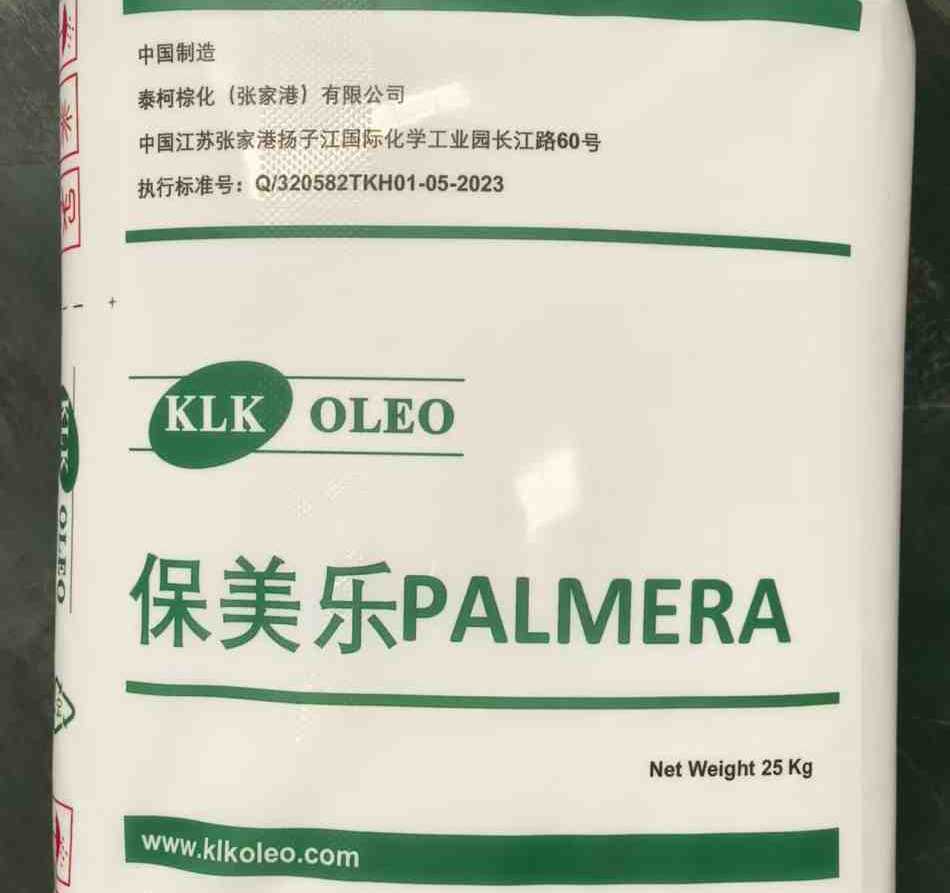 中国制造
泰柯棕化（张家港）有限公司
中国江苏张家港扬子江国际化学工业园长江路60号
执行标准号：Q/320582TKH01-05-2023
KLK OLEO
保美乐PALMERA
Net Weight 25 Kg
www.klkoleo.com
KLK OLEO